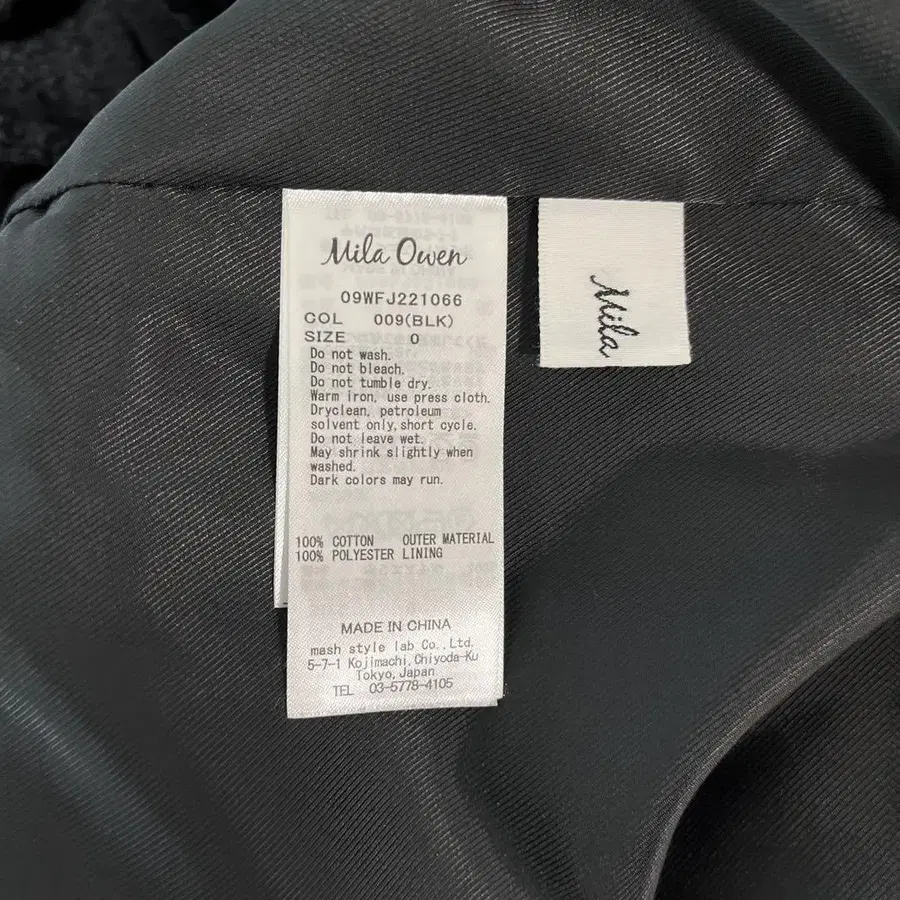 Mila Owen
09WFJ221066
COL 009(BLK)
SIZE 0
Do not wash.
Do not bleach.
Do not tumble dry.
Warm iron, use press cloth.
Dryclean, petroleum
solvent only, short cycle.
Do not leave wet.
May shrink slightly when
washed.
Dark colors may run.
100% COTTON OUTER MATERIAL
100% POLYESTER LINING
MADE IN CHINA
mash style lab Co., Ltd.
5-7-1 Kojimachi, Chiyoda-Ku
Tokyo, Japan
TEL 03-5778-4105
Mila